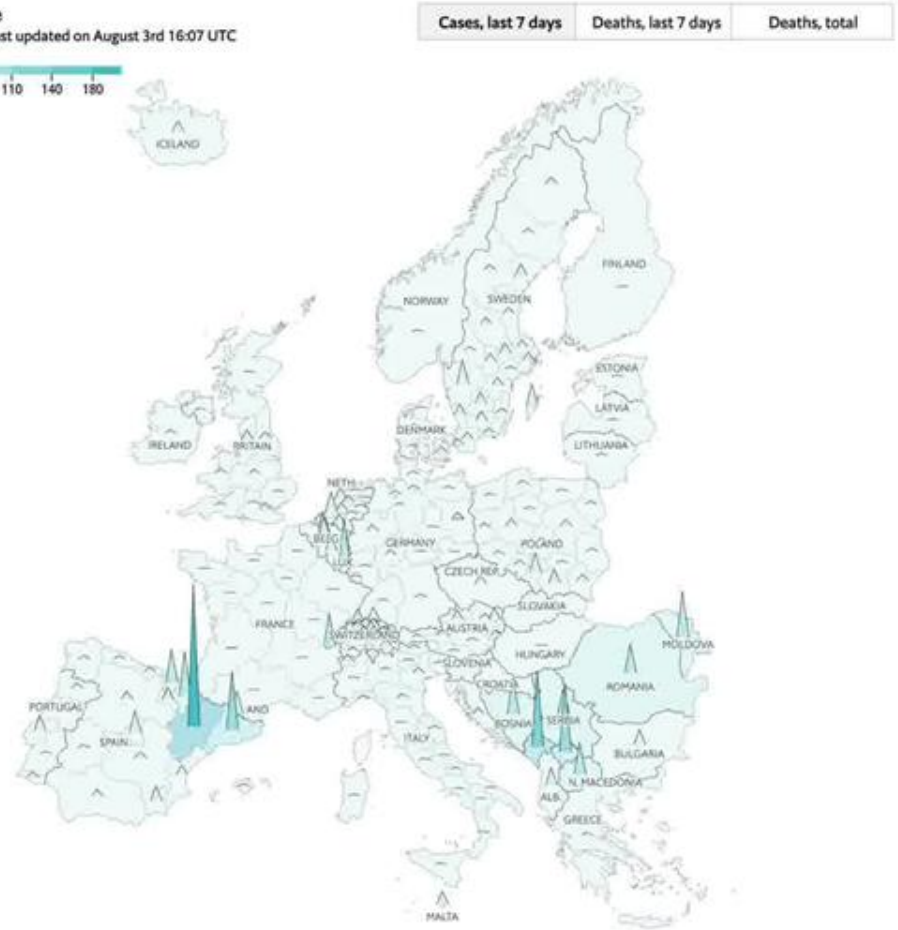 Cases, last 7 days
Deaths, last 7 days
Deaths, total
st updated on August 3rd 16:07 UTC
110 140 180
ICELAND
FINLAND
NORWAY
SWEDEN
ESTONIA
LATVIA
DENMARK
IRELAND
BRITAIN
LITHUANIA
NETH.
BELG
GERMANY
POLAND
CZECH REP.
SLOVAKIA
FRANCE
SWITZERLAND
AUSTRIA
MOLDOVA
HUNGARY
SLOVENIA
CROATIA
ROMANIA
PORTUGAL
AND
BOSNIA
SERBIA
SPAIN
ITALY
BULGARIA
N. MACEDONIA
ALB.
GREECE
MALTA